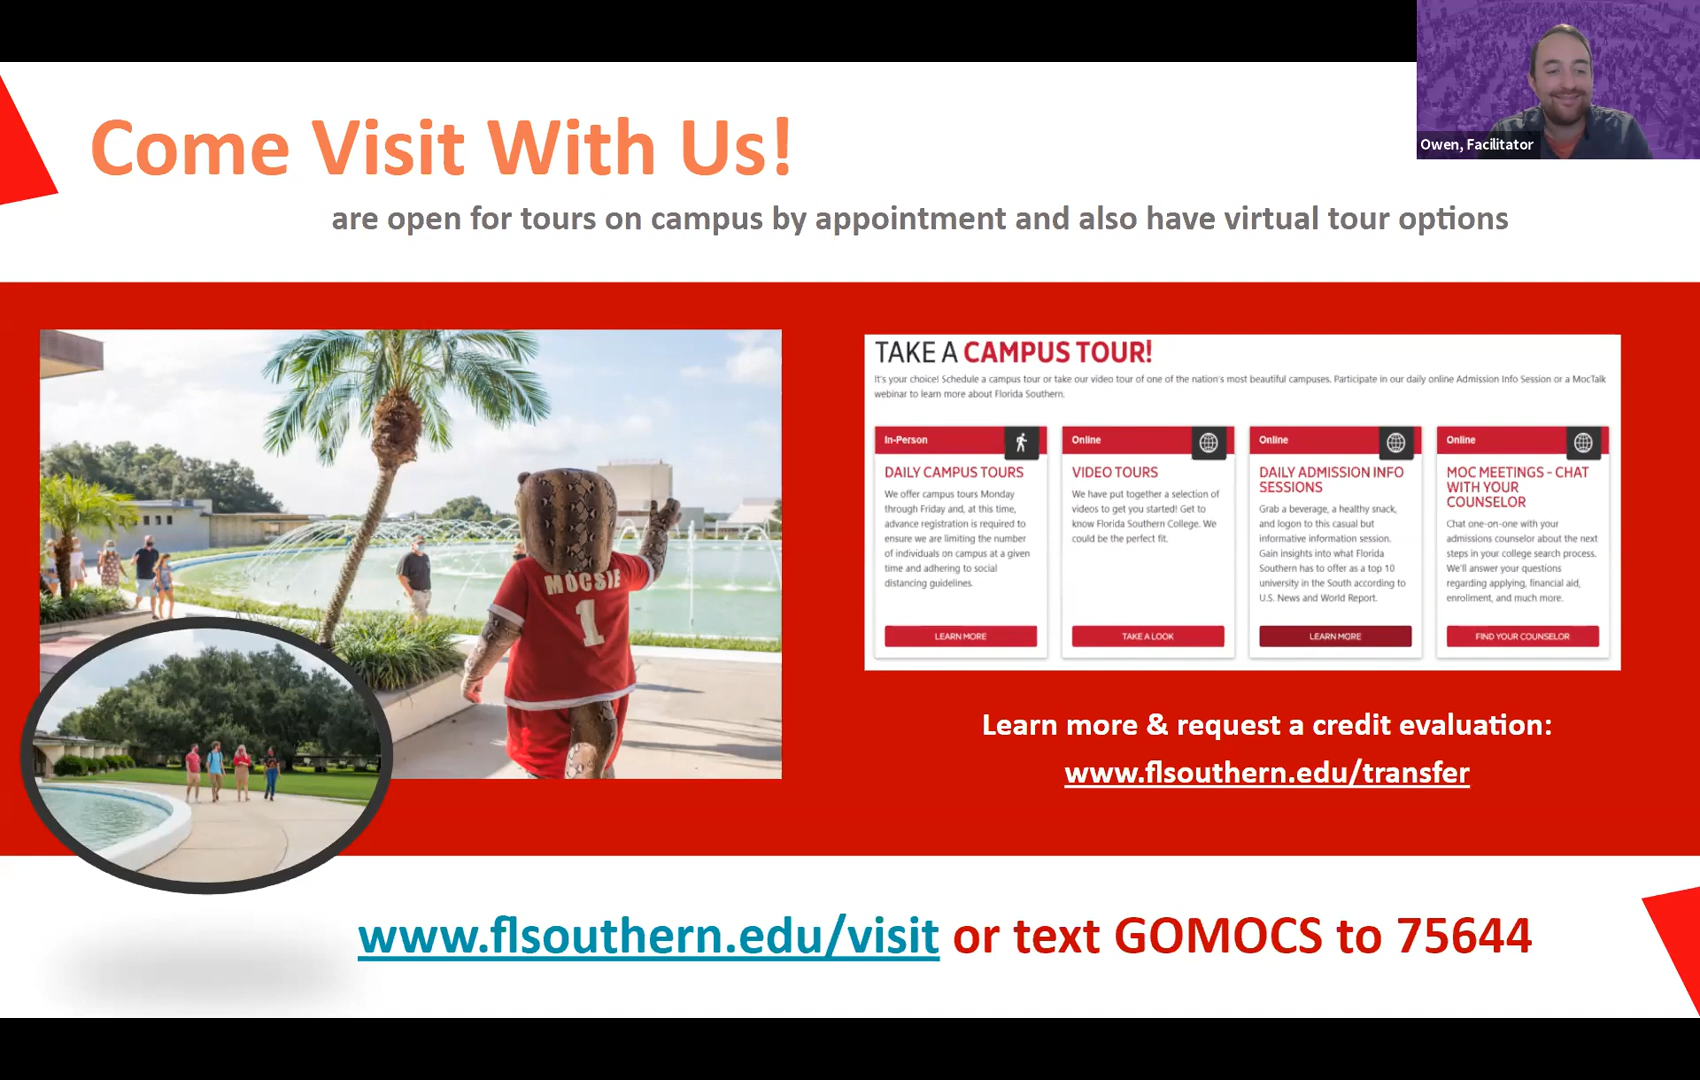 Owen, Facilitator
Come Visit With Us!
are open for tours on campus by appointment and also have virtual tour options
MOCSIE
1
TAKE A CAMPUS TOUR!
It's your choice! Schedule a campus tour or take our video tour of one of the nation's most beautiful campuses. Participate in our daily online Admission Info Session or a MocTalk
webinar to learn more about Florida Southern.
In-Person
DAILY CAMPUS TOURS
We offer campus tours Monday
through Friday and, at this time,
advance registration is required to
ensure we are limiting the number
of individuals on campus at a given
time and adhering to social
distancing guidelines.
LEARN MORE
Online
VIDEO TOURS
We have put together a selection of
videos to get you started! Get to
know Florida Southern College. We
could be the perfect fit.
TAKE A LOOK
Online
DAILY ADMISSION INFO
SESSIONS
Grab a beverage, a healthy snack,
and logon to this casual but
informative information session.
Gain insights into what Florida
Southern has to offer as a top 10
university in the South according to
U.S. News and World Report.
LEARN MORE
Online
MOC MEETINGS - CHAT
WITH YOUR
COUNSELOR
Chat one-on-one with your
admissions counselor about the next
steps in your college search process.
We'll answer your questions
regarding applying, financial aid,
enrollment, and much more.
FIND YOUR COUNSELOR
Learn more & request a credit evaluation:
www.flsouthern.edu/transfer
www.flsouthern.edu/visit or text GOMOCS to 75644